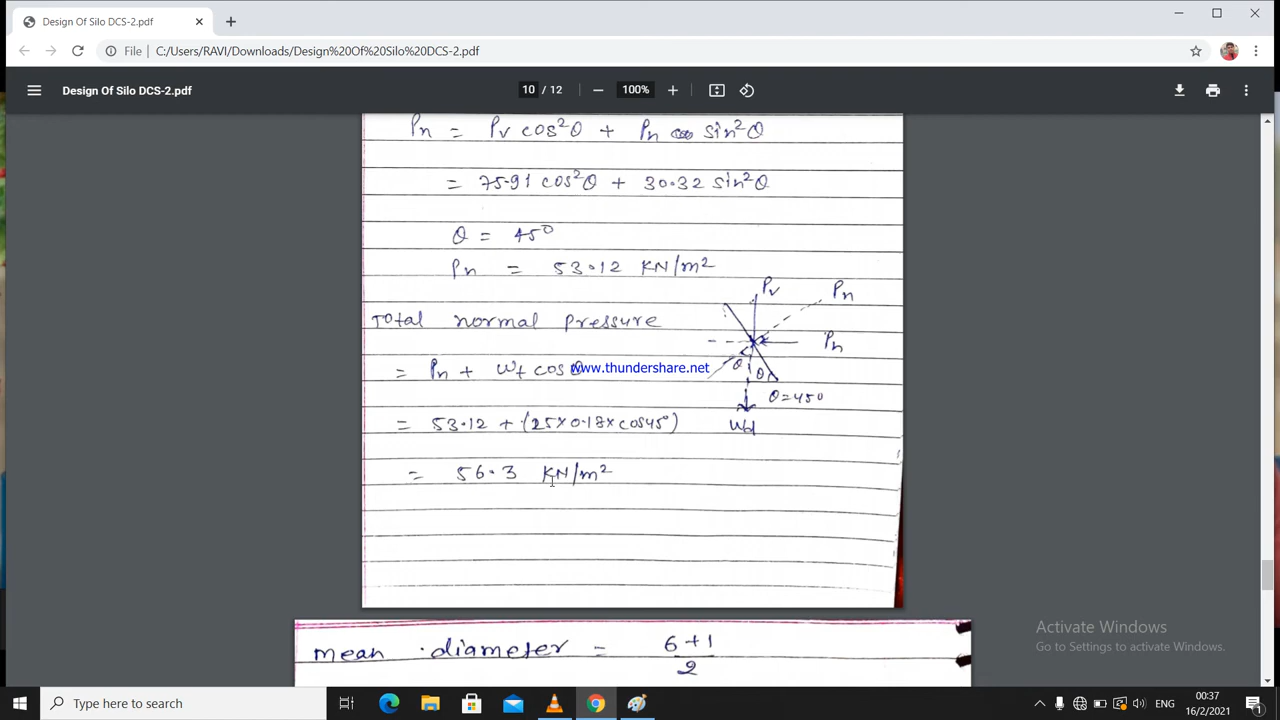 Design Of Silo DCS-2.pdf
File | C:/Users/RAVI/Downloads/Design%20Of%20Silo%20DCS-2.pdf
Design Of Silo DCS-2.pdf
10 / 12
100%
Pn = Pv cos²θ + Pn sin²θ
= 75.91 cos²θ + 30.32 sin²θ
θ = 45°
Pn = 53.12 KN/m²
Pv
Pn
Total normal pressure
Pn
= Pn + wt cos θ
www.thundershare.net
θ
θ
θ=45°
= 53.12 + (25×0.18×cos45°)
Wd
= 56.3 KN/m²
mean diameter = 6+1
2
Activate Windows
Go to Settings to activate Windows.
Type here to search
ENG
00:37
16/2/2021
1